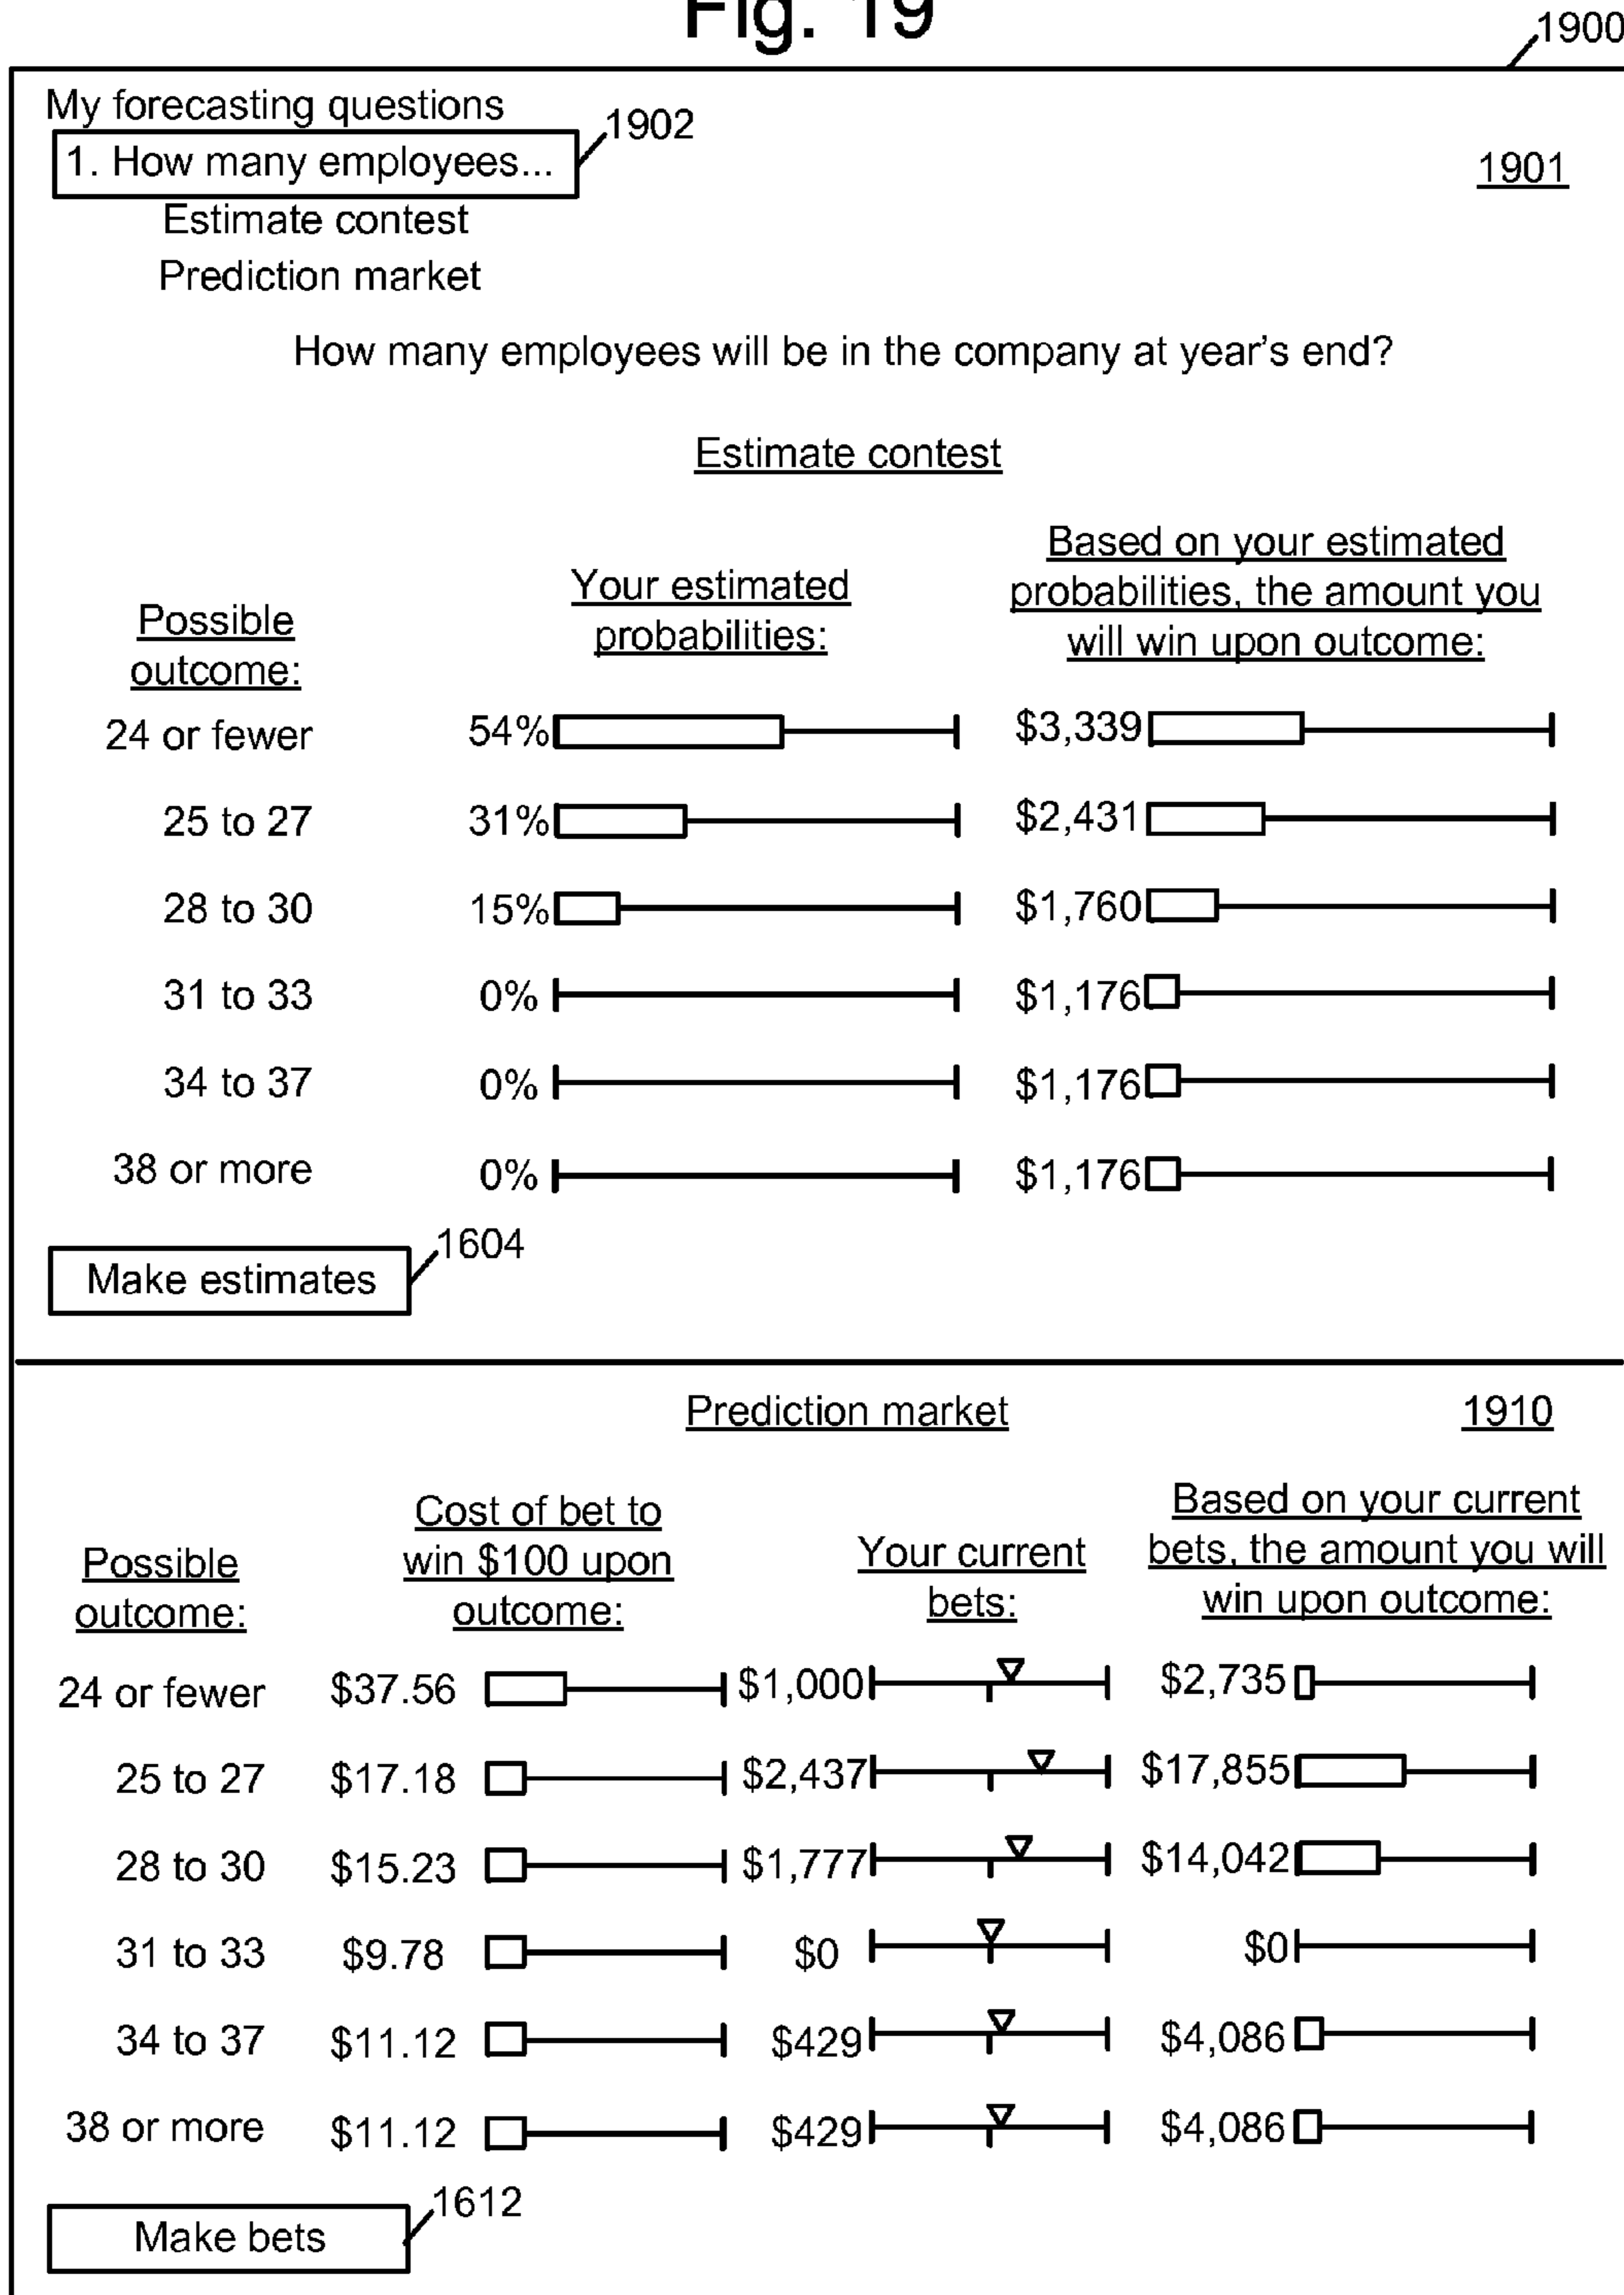 Fig. 19
1900
My forecasting questions
1902
1. How many employees...
1901
Estimate contest
Prediction market
How many employees will be in the company at year's end?
Estimate contest
Possible
outcome:
Your estimated
probabilities:
Based on your estimated
probabilities, the amount you
will win upon outcome:
24 or fewer 54% $3,339
25 to 27 31% $2,431
28 to 30 15% $1,760
31 to 33 0% $1,176
34 to 37 0% $1,176
38 or more 0% $1,176
1604
Make estimates
Prediction market
1910
Possible
outcome:
Cost of bet to
win $100 upon
outcome:
Your current
bets:
Based on your current
bets, the amount you will
win upon outcome:
24 or fewer $37.56 $1,000 $2,735
25 to 27 $17.18 $2,437 $17,855
28 to 30 $15.23 $1,777 $14,042
31 to 33 $9.78 $0 $0
34 to 37 $11.12 $429 $4,086
38 or more $11.12 $429 $4,086
1612
Make bets